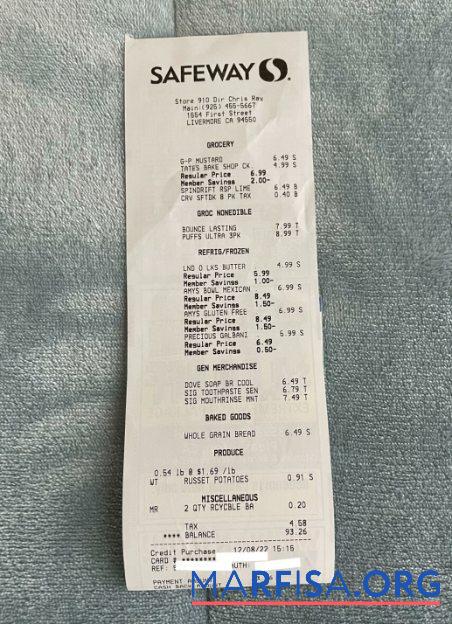 SAFEWAY
Store 910 Dir Chris Ray
Main:(925) 455-5667
1554 First Street
LIVERMORE CA 94550
GROCERY
G-P MUSTARD 6.49 S
TATES BAKE SHOP CK 4.99 S
Regular Price 6.99
Member Savings 2.00-
SPINDRIFT RSP LIME 6.49 B
CRV SFTDK 8 PK TAX 0.40 B
GROC NONEDIBLE
BOUNCE LASTING 7.99 T
PUFFS ULTRA 3PK 8.99 T
REFRIG/FROZEN
LND O LKS BUTTER 4.99 S
Regular Price 5.99
Member Savings 1.00-
AMYS BOWL MEXICAN 6.99 S
Regular Price 8.49
Member Savings 1.50-
AMYS GLUTEN FREE 6.99 S
Regular Price 8.49
Member Savings 1.50-
PRECIOUS GALBANI 5.99 S
Regular Price 6.49
Member Savings 0.50-
GEN MERCHANDISE
DOVE SOAP BR COOL 6.49 T
SIG TOOTHPASTE SEN 6.79 T
SIG MOUTHRINSE MNT 7.49 T
BAKED GOODS
WHOLE GRAIN BREAD 6.49 S
PRODUCE
0.54 lb @ $1.69 /lb
WT RUSSET POTATOES 0.91 S
MISCELLANEOUS
MR 2 QTY RCYCBLE BA 0.20
TAX 4.58
**** BALANCE 93.26
Credit Purchase 12/08/22 15:15
CARD # ********
REF: AUTH:
PAYMENT
CASH
MARFISA.ORG